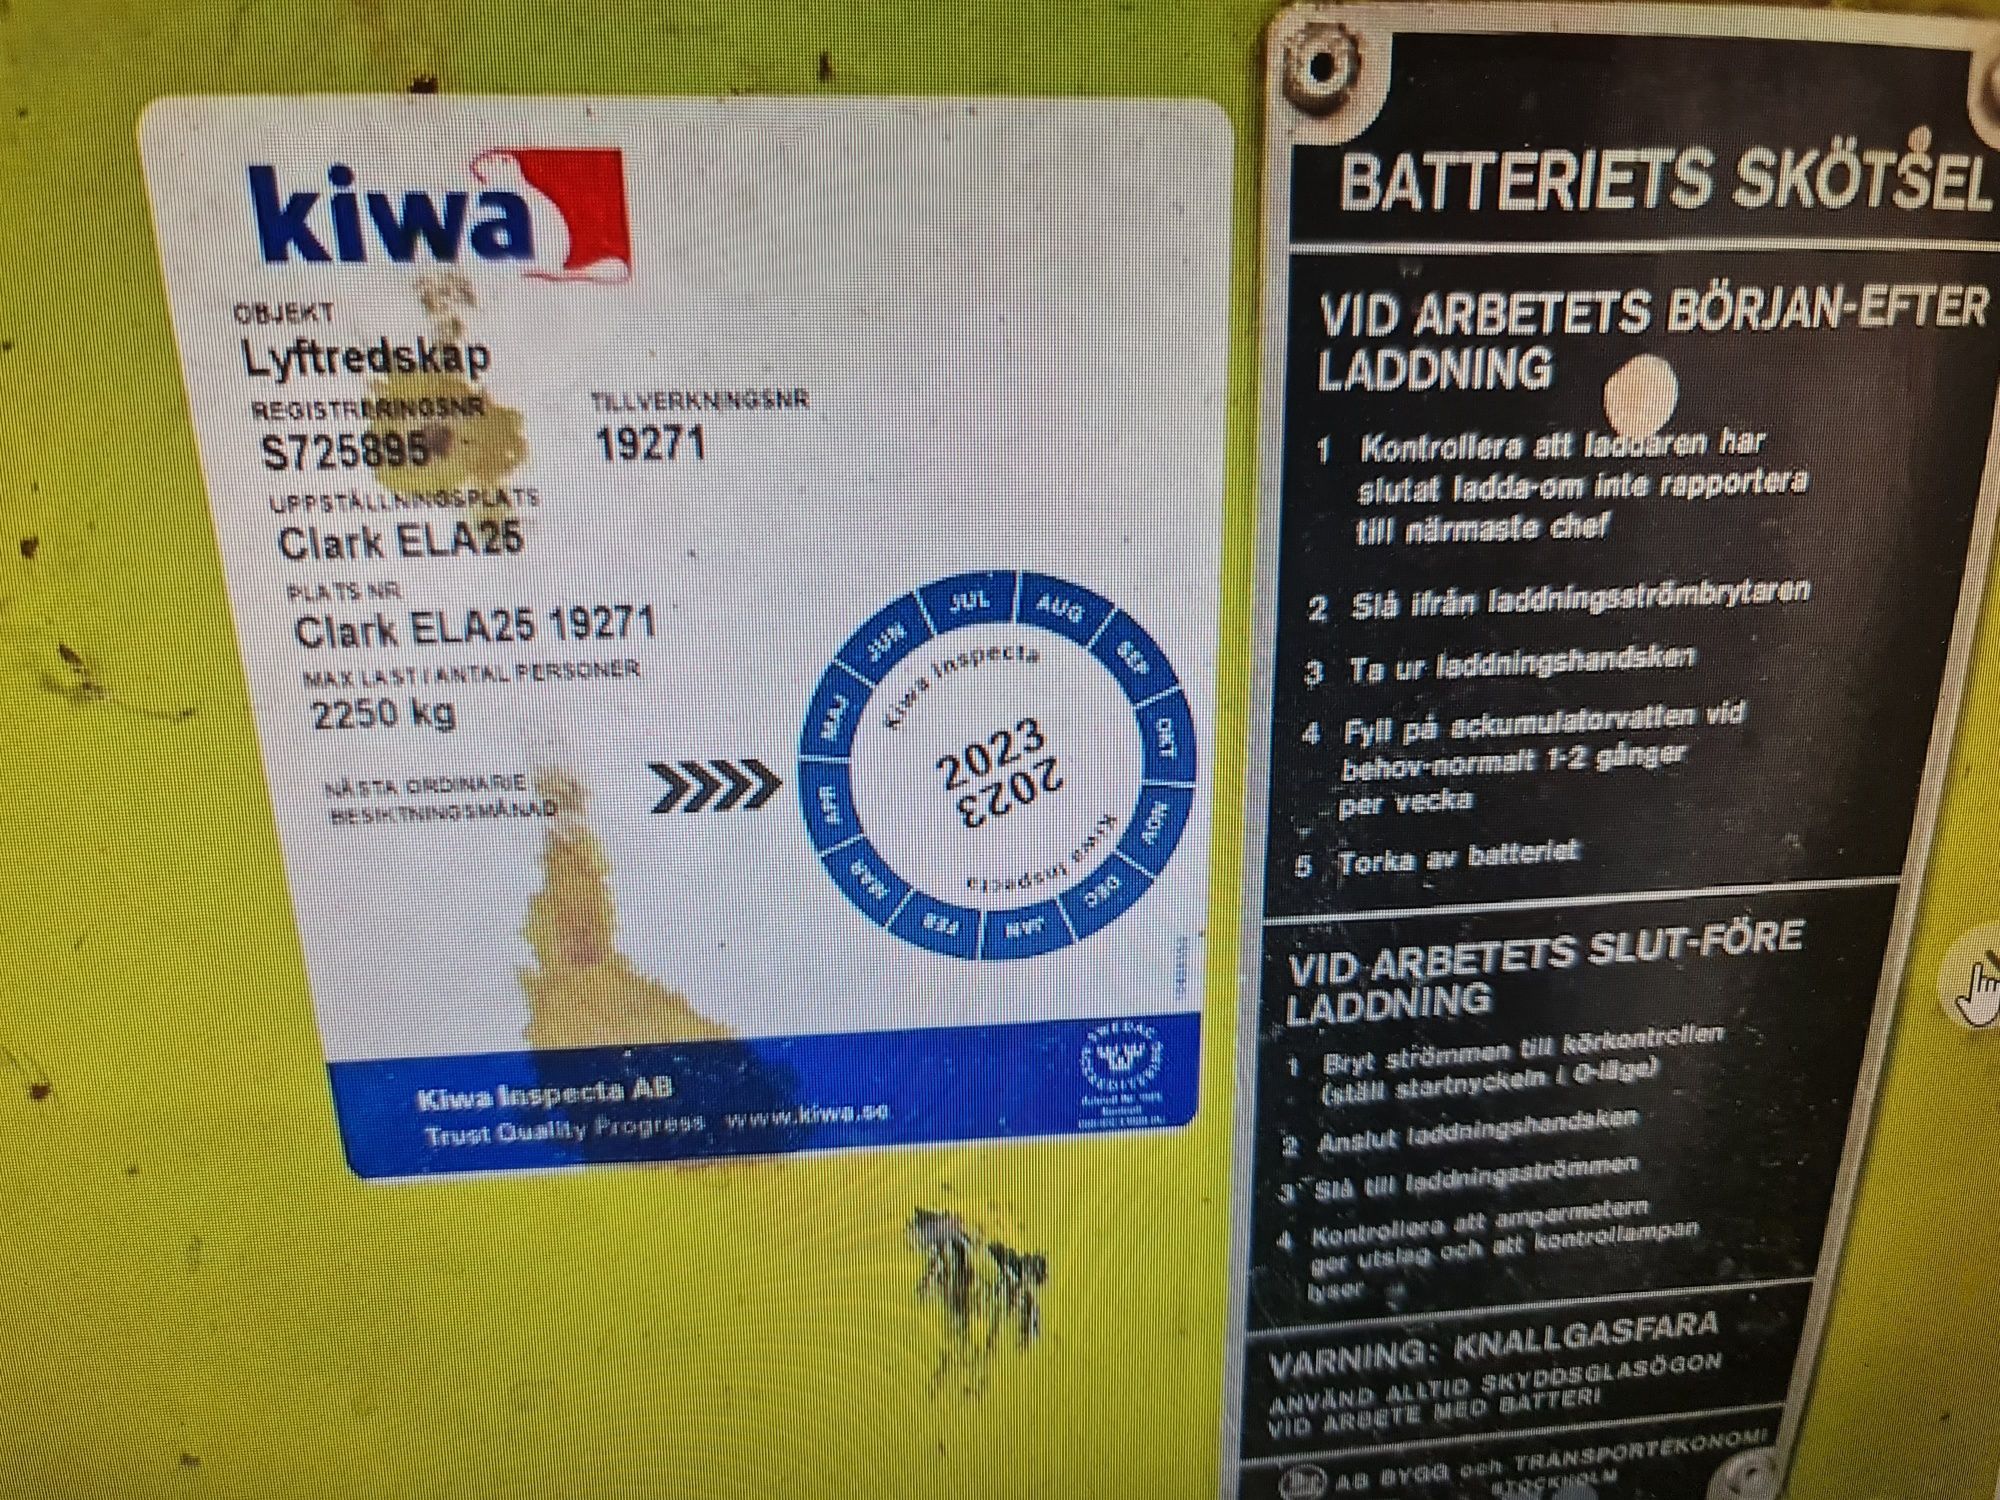 kiwa
OBJEKT
Lyftredskap
REGISTRERINGSNR TILLVERKNINGSNR
S725895 19271
UPPSTÄLLNINGSPLATS
Clark ELA25
PLATS NR
Clark ELA25 19271
MAX LAST/ANTAL PERSONER
2250 kg
NÄSTA ORDINARIE
BESIKTNINGSMÅNAD
JAN
FEB
MAR
APR
MAJ
JUN
JUL
AUG
SEP
OKT
NOV
DEC
Kiwa Inspecta
2023
2023
Kiwa Inspecta
Kiwa Inspecta AB
Trust Quality Progress www.kiwa.se
SWEDAC
ACKREDITERING
BATTERIETS SKÖTSEL
VID ARBETETS BÖRJAN-EFTER
LADDNING
1 Kontrollera att laddaren har
slutat ladda-om inte rapportera
till närmaste chef
2 Slå ifrån laddningsströmbrytaren
3 Ta ur laddningshandsken
4 Fyll på ackumulatorvatten vid
behov-normalt 1-2 gånger
per vecka
5 Torka av batteriet
VID ARBETETS SLUT-FÖRE
LADDNING
1 Bryt strömmen till körkontrollen
(ställ startnyckeln i 0-läge)
2 Anslut laddningshandsken
3 Slå till laddningsströmmen
4 Kontrollera att ampermetern
ger utslag och att kontrollampan
lyser
VARNING: KNALLGASFARA
ANVÄND ALLTID SKYDDSGLASÖGON
VID ARBETE MED BATTERI
AB BYGG och TRANSPORTEKONOMI
STOCKHOLM